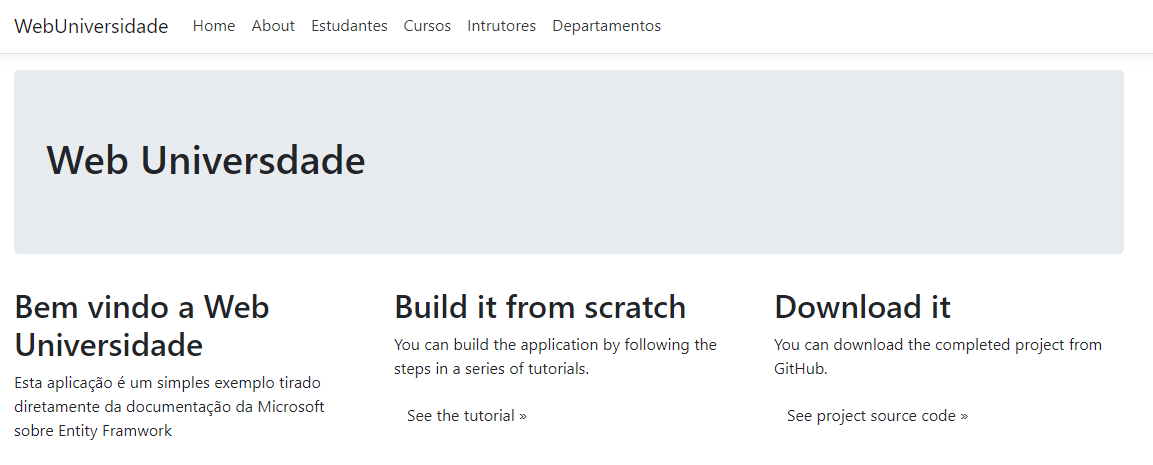 WebUniversidade Home About Estudantes Cursos Intrutores Departamentos
Web Universdade
Bem vindo a Web
Universidade
Esta aplicação é um simples exemplo tirado
diretamente da documentação da Microsoft
sobre Entity Framwork
Build it from scratch
You can build the application by following the
steps in a series of tutorials.
See the tutorial »
Download it
You can download the completed project from
GitHub.
See project source code »